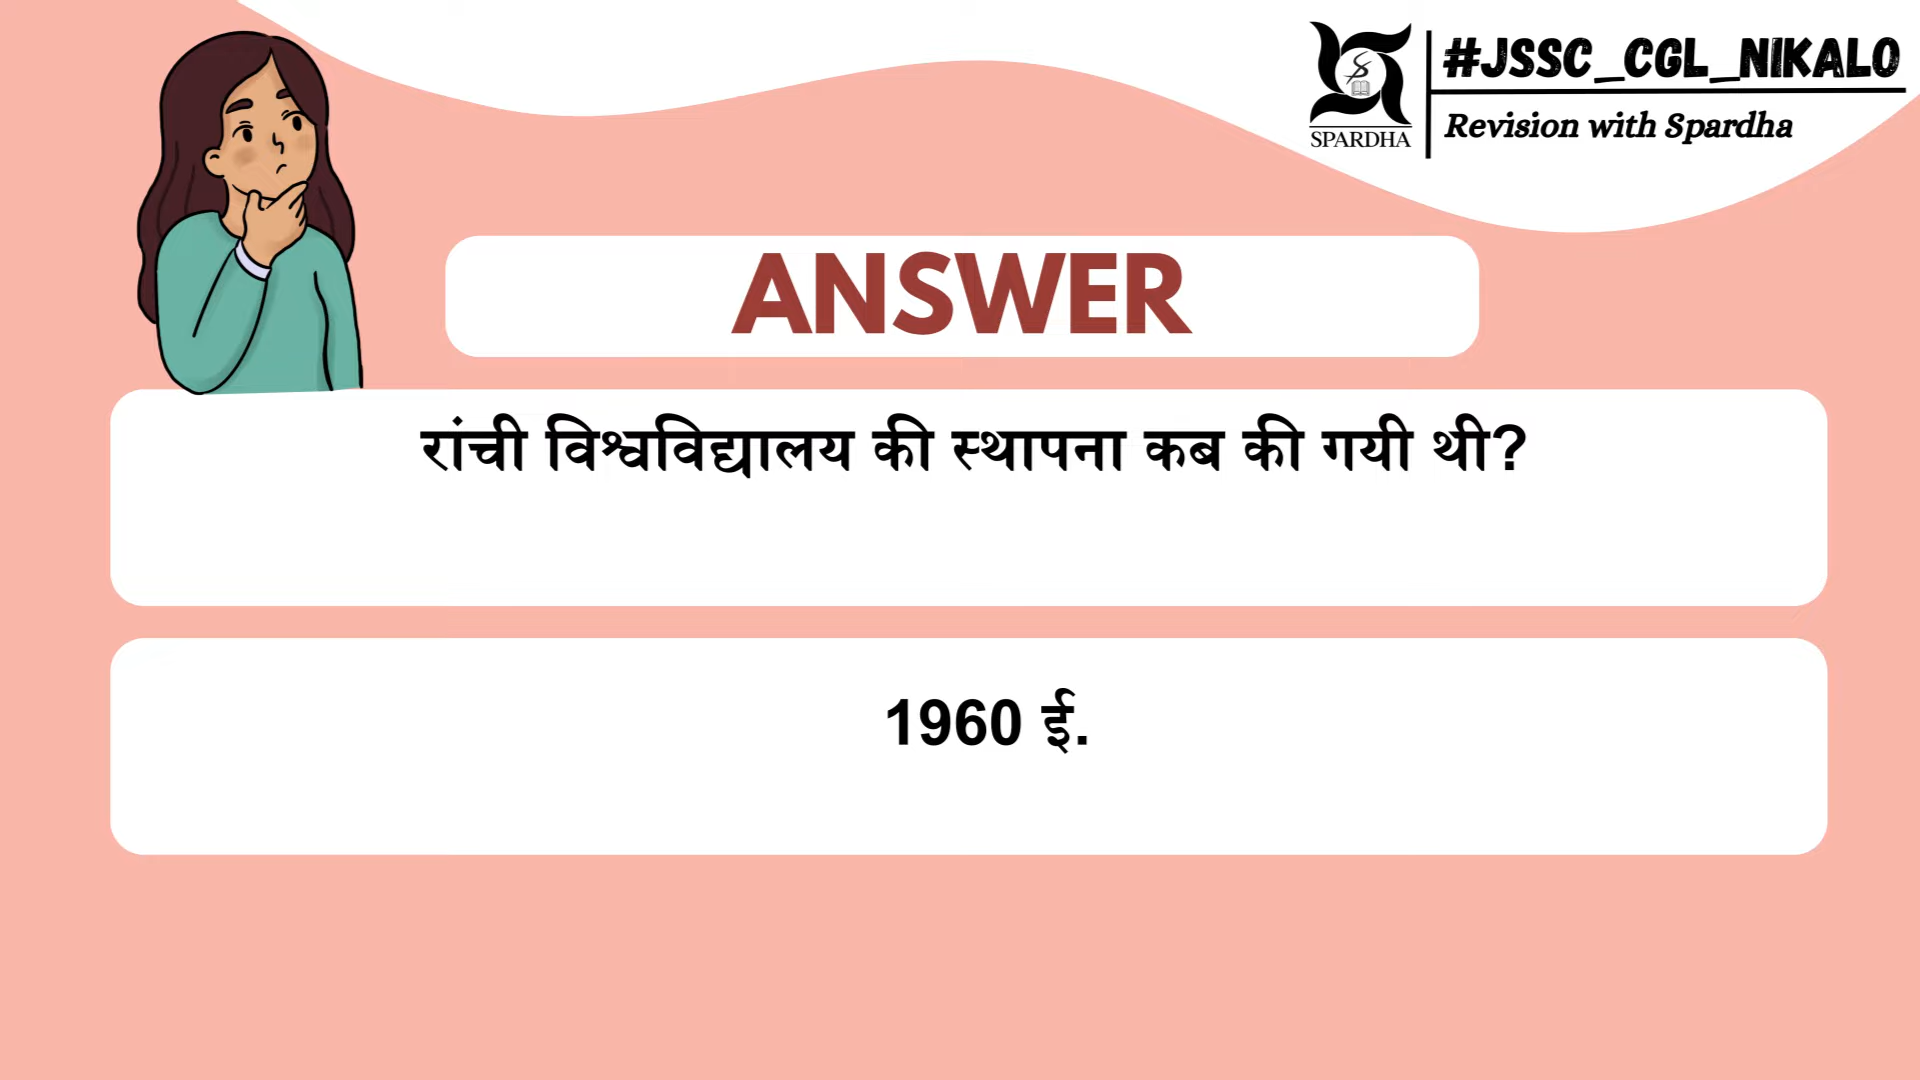 #JSSC_CGL_NIKALO
Revision with Spardha
SPARDHA
ANSWER
रांची विश्वविद्यालय की स्थापना कब की गयी थी?
1960 ई.